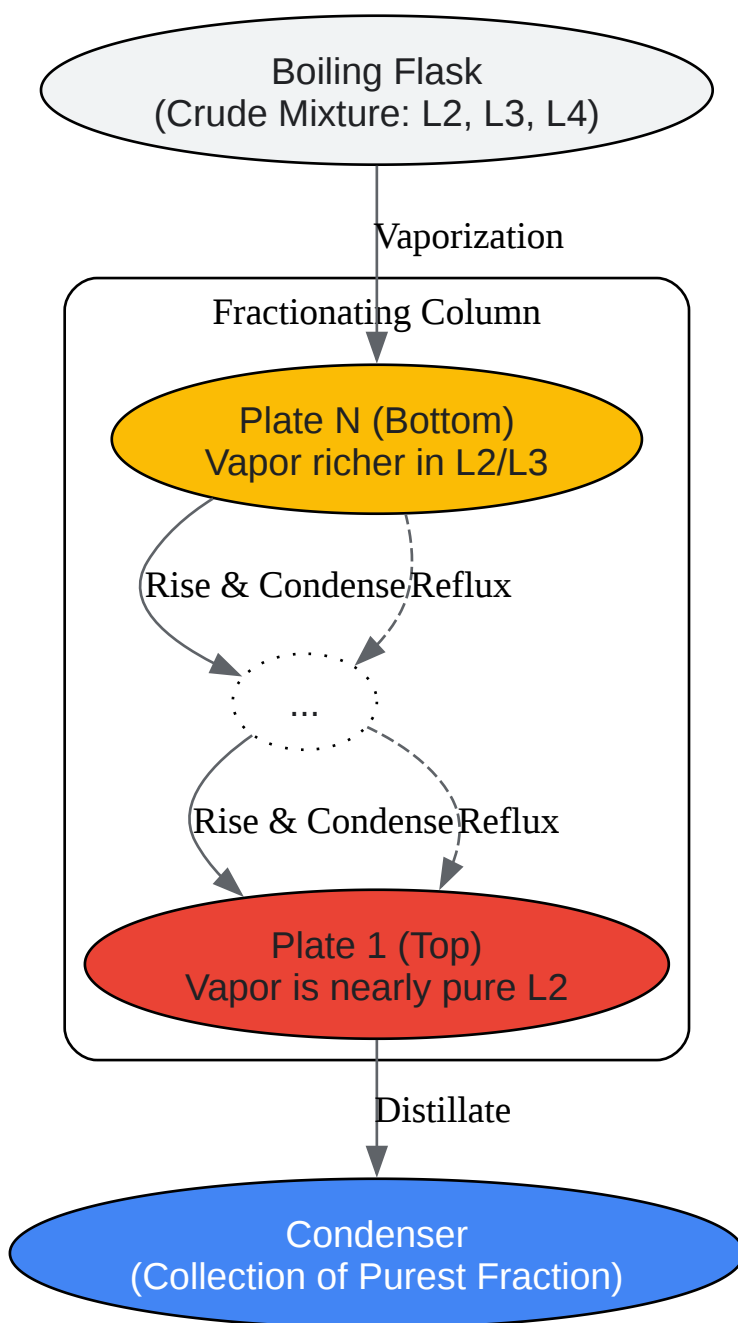 Boiling Flask
(Crude Mixture: L2, L3, L4)
Vaporization
Fractionating Column
Plate N (Bottom)
Vapor richer in L2/L3
Rise & Condense
Reflux
...
Rise & Condense
Reflux
Plate 1 (Top)
Vapor is nearly pure L2
Distillate
Condenser
(Collection of Purest Fraction)